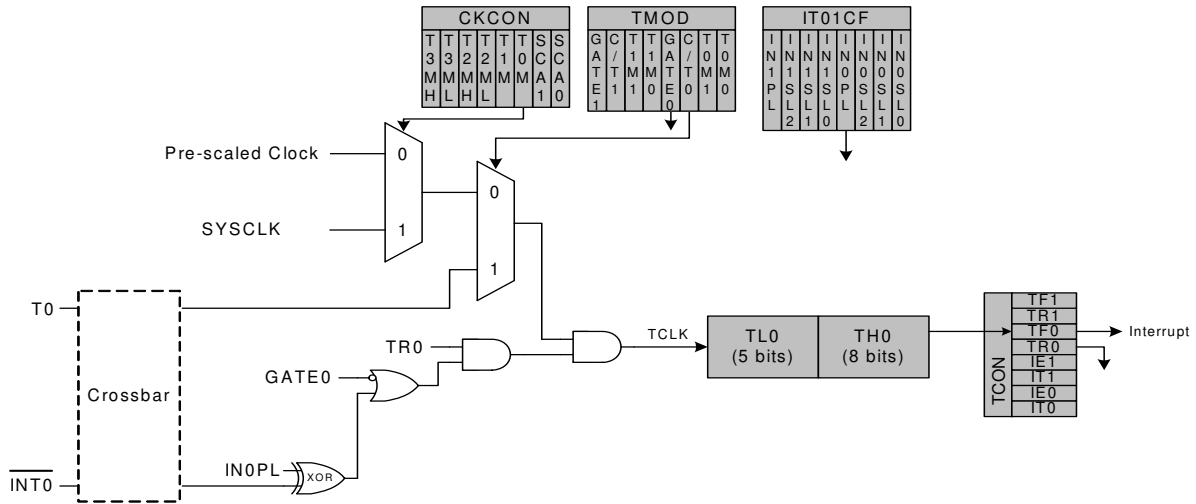 CKCON
T3MH
T3ML
T2MH
T2ML
T1M
T0M
SCA1
SCA0
TMOD
GATE1
C/T1
T1M1
T1M0
GATE0
C/T0
T0M1
T0M0
IT01CF
IN1PL
IN1SL2
IN1SL1
IN1SL0
IN0PL
IN0SL2
IN0SL1
IN0SL0
Pre-scaled Clock
0
SYSCLK
1
0
1
T0
Crossbar
INT0
TR0
GATE0
IN0PL
XOR
TCLK
TL0
(5 bits)
TH0
(8 bits)
TCON
TF1
TR1
TF0
TR0
IE1
IT1
IE0
IT0
Interrupt